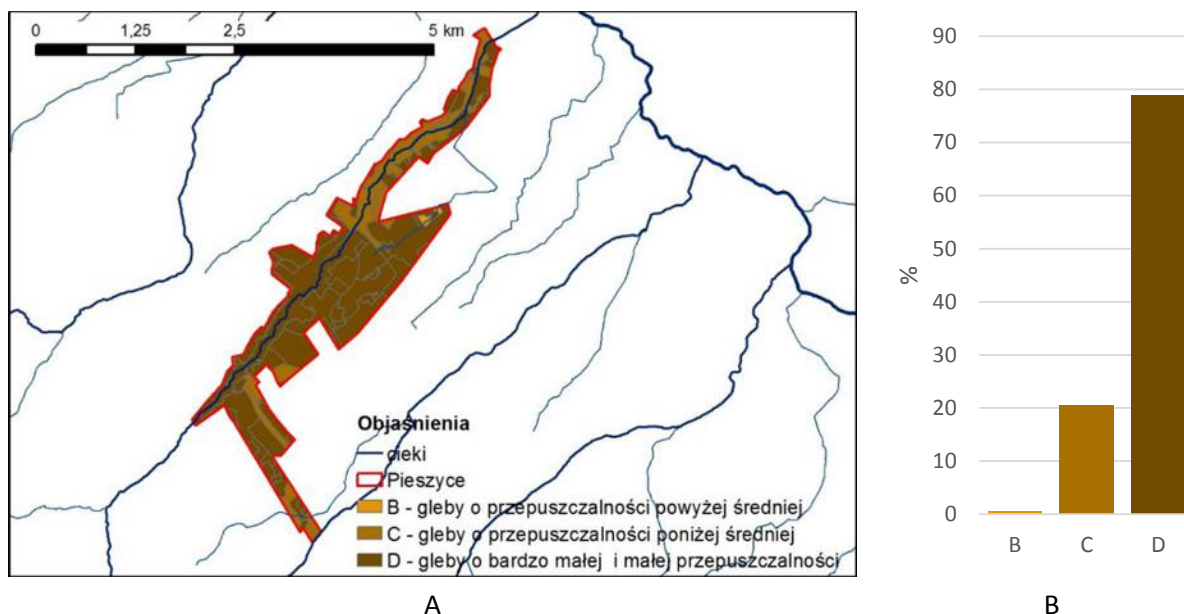 0 1,25 2,5 5 km
Objaśnienia
cieki
Pieszyce
B - gleby o przepuszczalności powyżej średniej
C - gleby o przepuszczalności poniżej średniej
D - gleby o bardzo małej i małej przepuszczalności
A
90
80
70
60
50
40
30
20
10
0
%
B C D
B